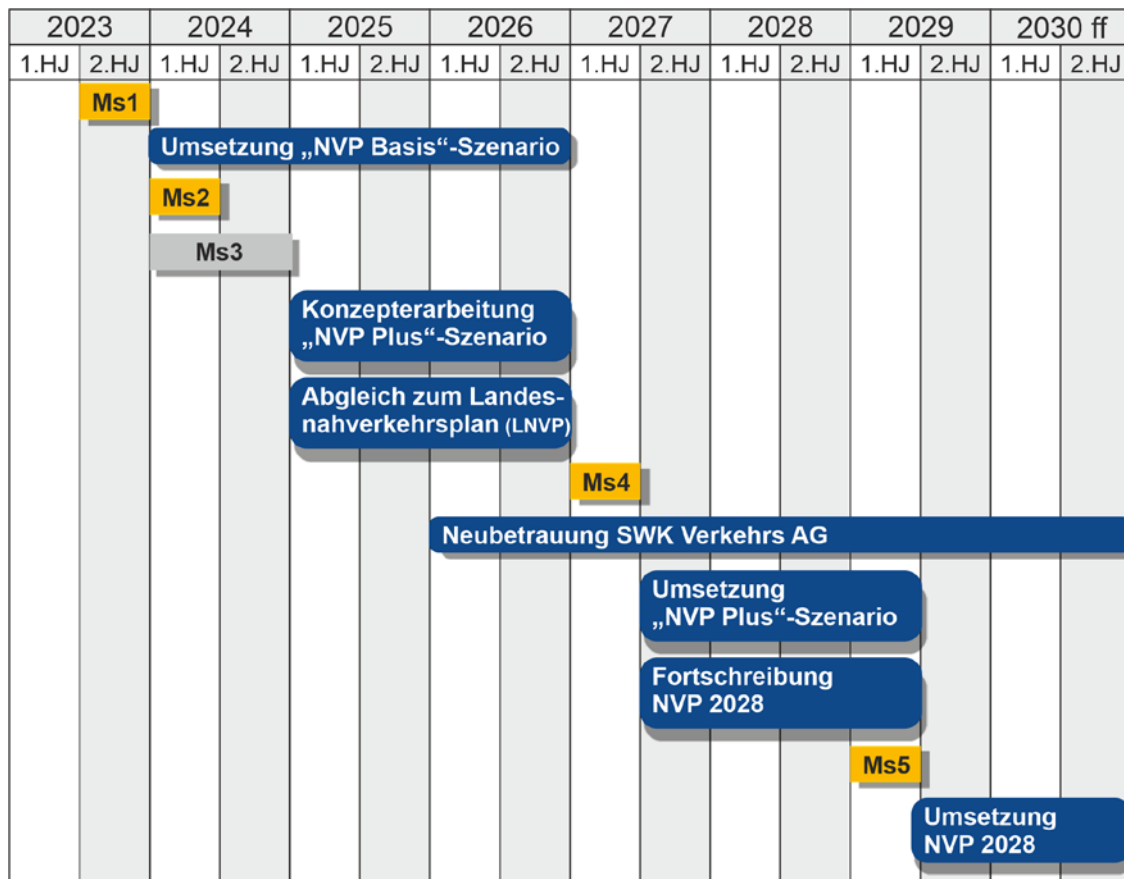 2023 2024 2025 2026 2027 2028 2029 2030 ff
1.HJ 2.HJ 1.HJ 2.HJ 1.HJ 2.HJ 1.HJ 2.HJ 1.HJ 2.HJ 1.HJ 2.HJ 1.HJ 2.HJ 1.HJ 2.HJ
Ms1
Umsetzung „NVP Basis“-Szenario
Ms2
Ms3
Konzepterarbeitung
„NVP Plus“-Szenario
Abgleich zum Landes-
nahverkehrsplan (LNVP)
Ms4
Neubetrauung SWK Verkehrs AG
Umsetzung
„NVP Plus“-Szenario
Fortschreibung
NVP 2028
Ms5
Umsetzung
NVP 2028